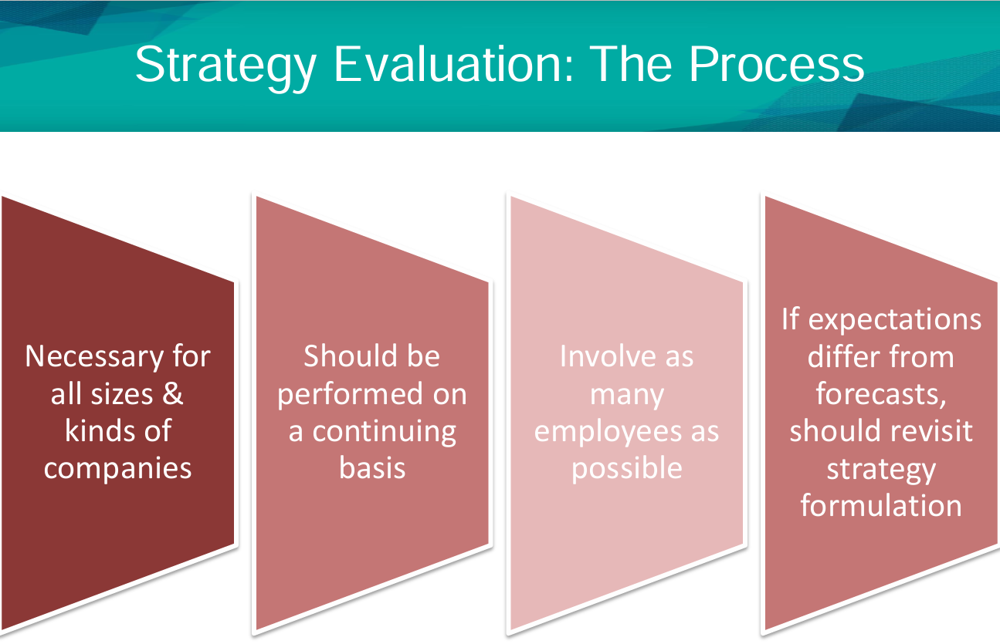 Strategy Evaluation: The Process
Necessary for
all sizes &
kinds of
companies
Should be
performed on
a continuing
basis
Involve as
many
employees as
possible
If expectations
differ from
forecasts,
should revisit
strategy
formulation